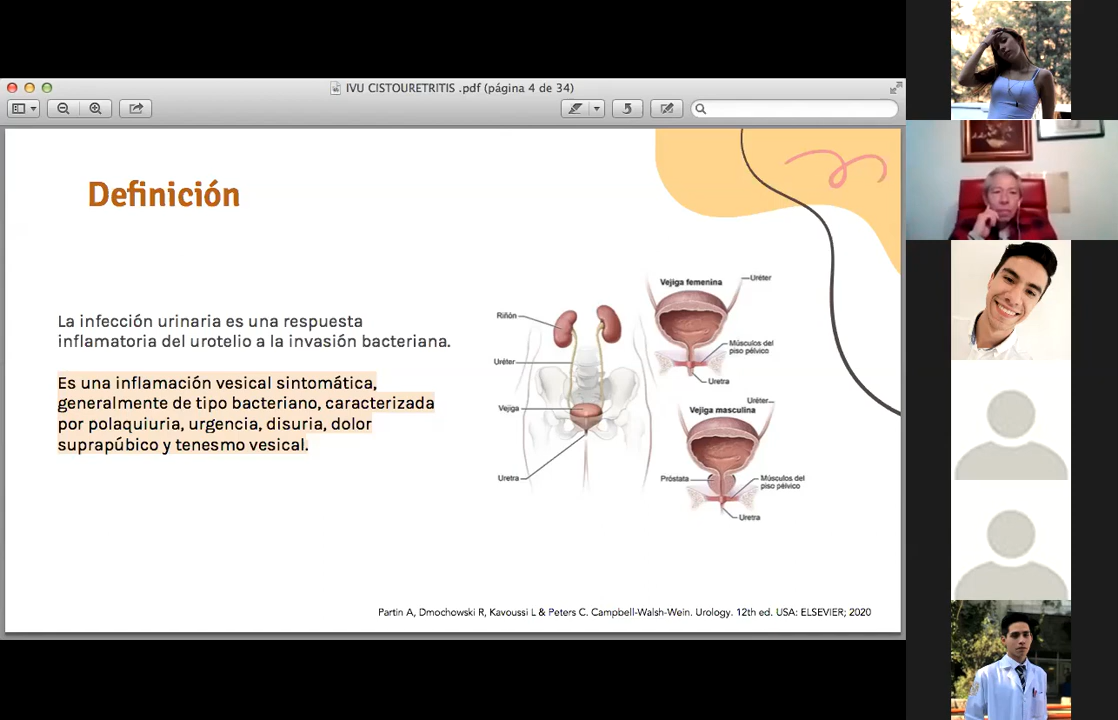 IVU CISTOURETRITIS .pdf (página 4 de 34)
Definición
La infección urinaria es una respuesta
inflamatoria del urotelio a la invasión bacteriana.
Es una inflamación vesical sintomática,
generalmente de tipo bacteriano, caracterizada
por polaquiuria, urgencia, disuria, dolor
suprapúbico y tenesmo vesical.
Riñón
Uréter
Vejiga
Uretra
Vejiga femenina
Uréter
Músculos del
piso pélvico
Uretra
Vejiga masculina
Uréter
Próstata
Músculos del
piso pélvico
Uretra
Partin A, Dmochowski R, Kavoussi L & Peters C. Campbell-Walsh-Wein. Urology. 12th ed. USA: ELSEVIER; 2020